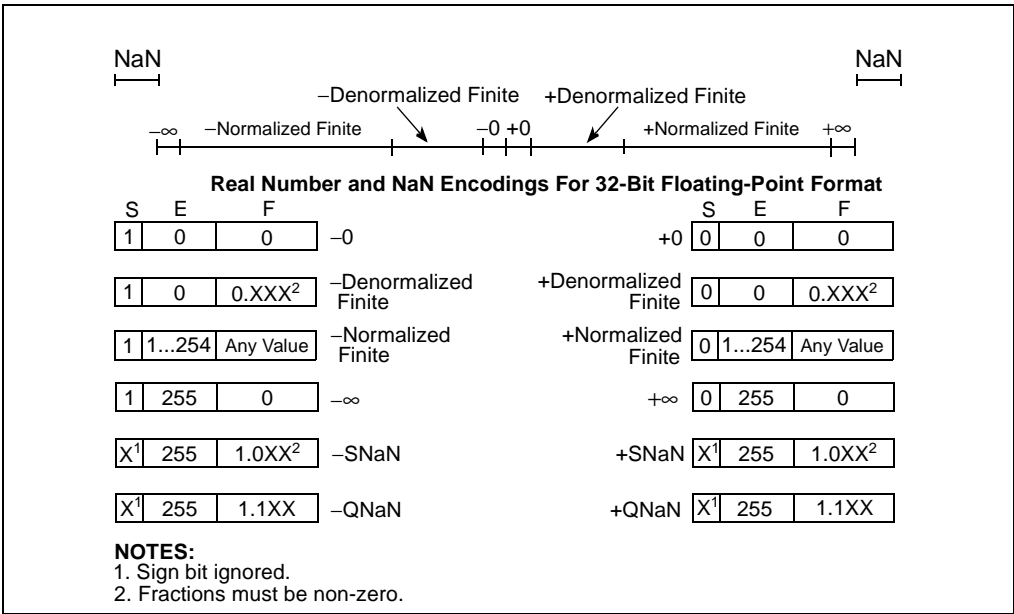 NaN NaN
−Denormalized Finite +Denormalized Finite
−∞ −Normalized Finite −0 +0 +Normalized Finite +∞
Real Number and NaN Encodings For 32-Bit Floating-Point Format
S E F S E F
1 0 0 −0 +0 0 0 0
1 0 0.XXX² −Denormalized Finite +Denormalized Finite 0 0 0.XXX²
1 1...254 Any Value −Normalized Finite +Normalized Finite 0 1...254 Any Value
1 255 0 −∞ +∞ 0 255 0
X¹ 255 1.0XX² −SNaN +SNaN X¹ 255 1.0XX²
X¹ 255 1.1XX −QNaN +QNaN X¹ 255 1.1XX
NOTES:
1. Sign bit ignored.
2. Fractions must be non-zero.